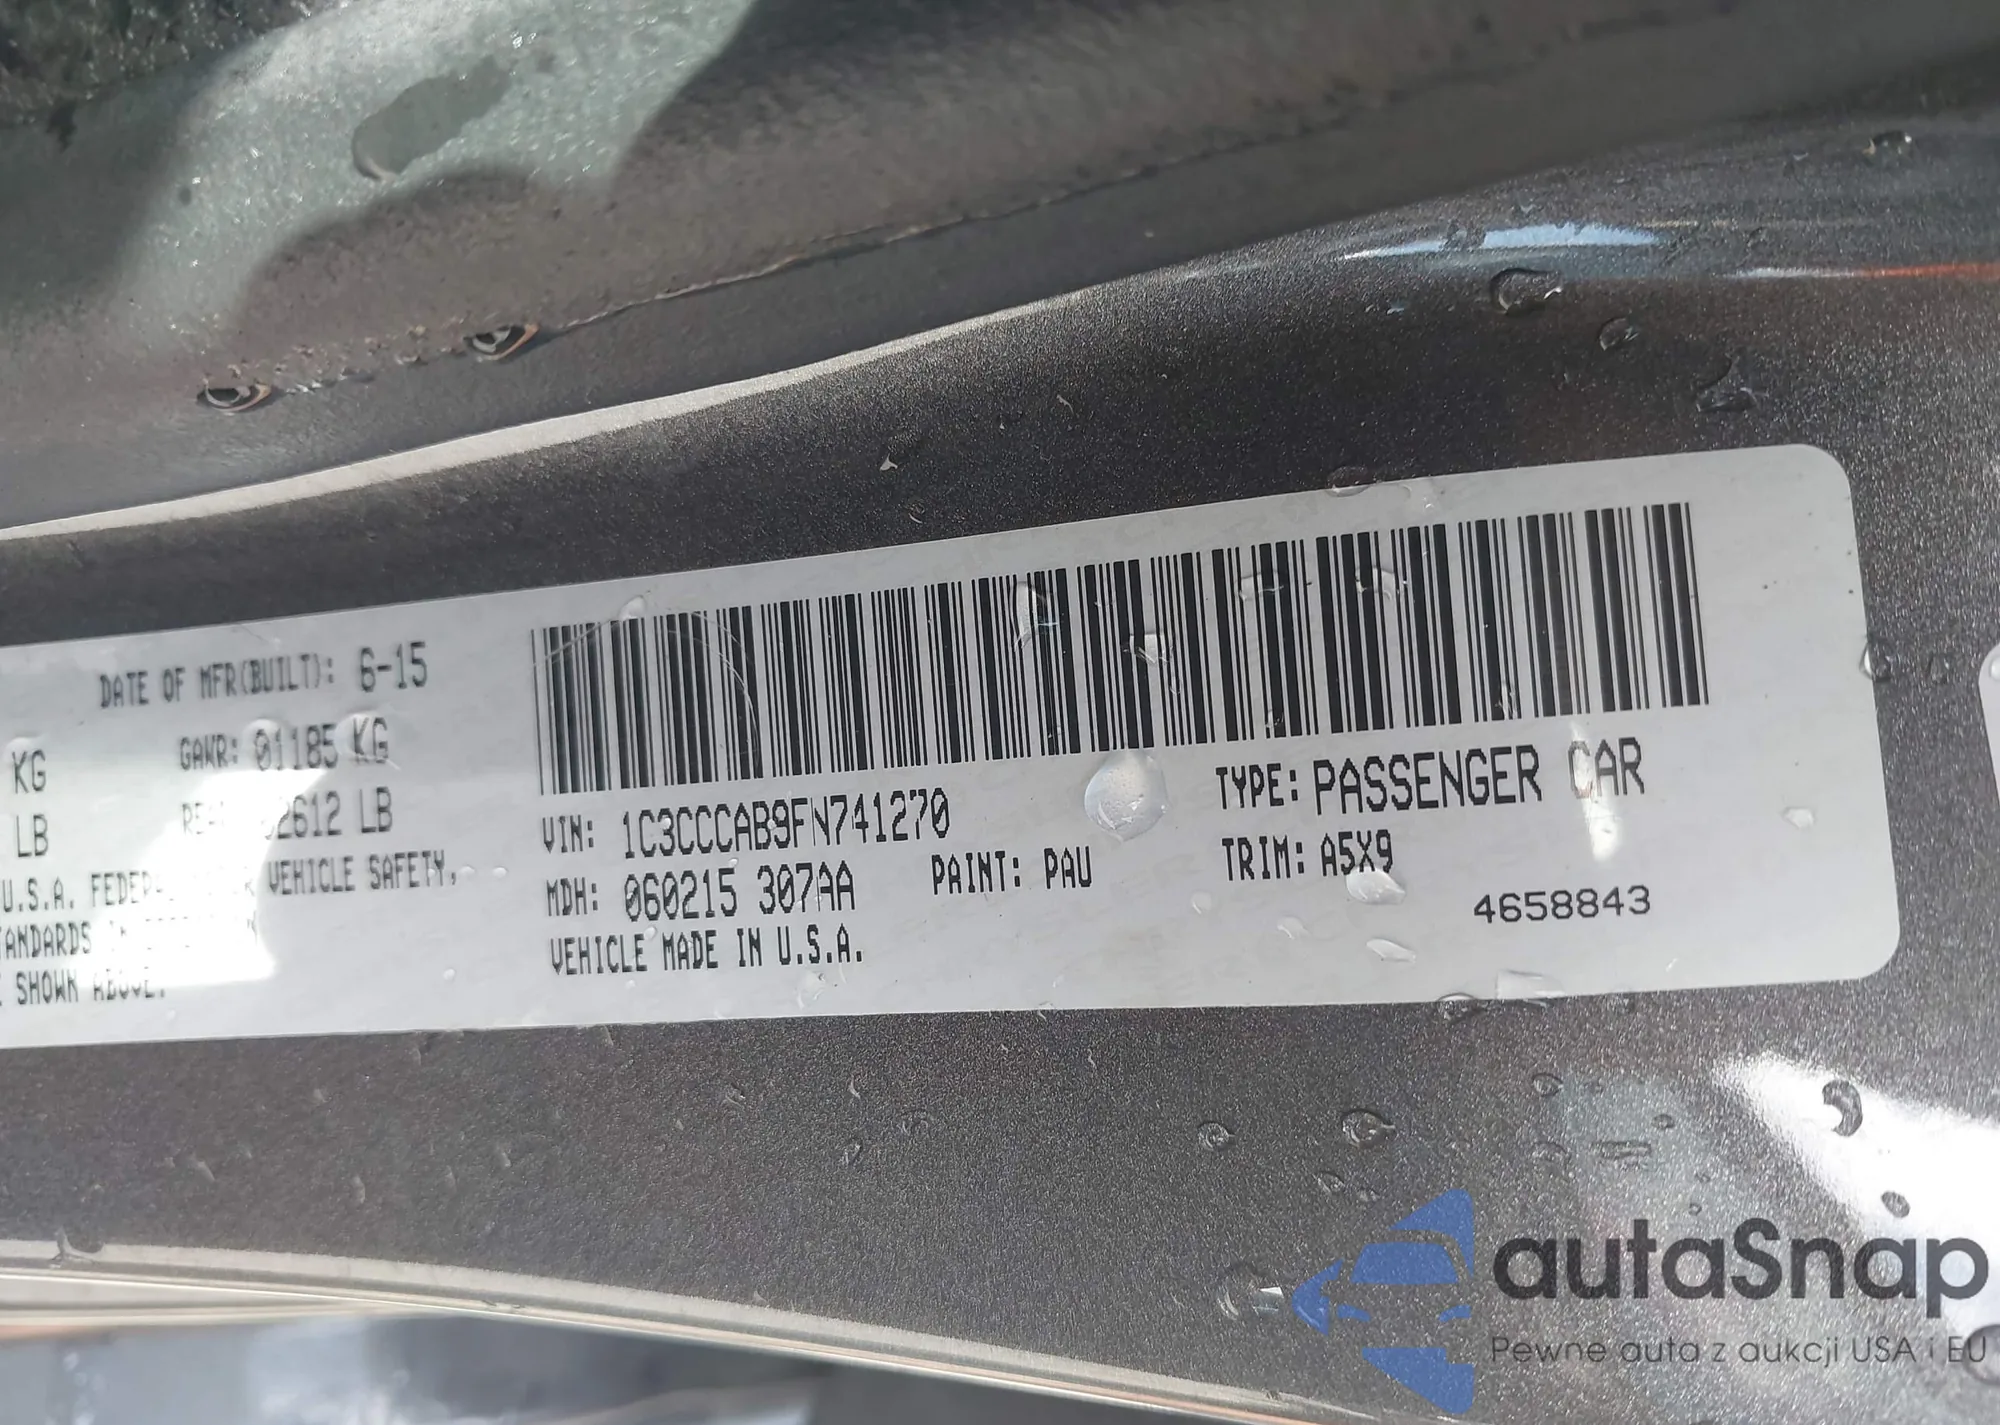 DATE OF MFR(BUILT): 6-15
GAWR: 01185 KG
KG
2612 LB
LB
U.S.A. VEHICLE SAFETY,
STANDARDS
SHOWN ABOVE.
VIN: 1C3CCCAB9FN741270
TYPE: PASSENGER CAR
MDH: 060215 307AA
PAINT: PAU
TRIM: A5X9
VEHICLE MADE IN U.S.A.
4658843
autaSnap
Pewne auta z aukcji USA i EU